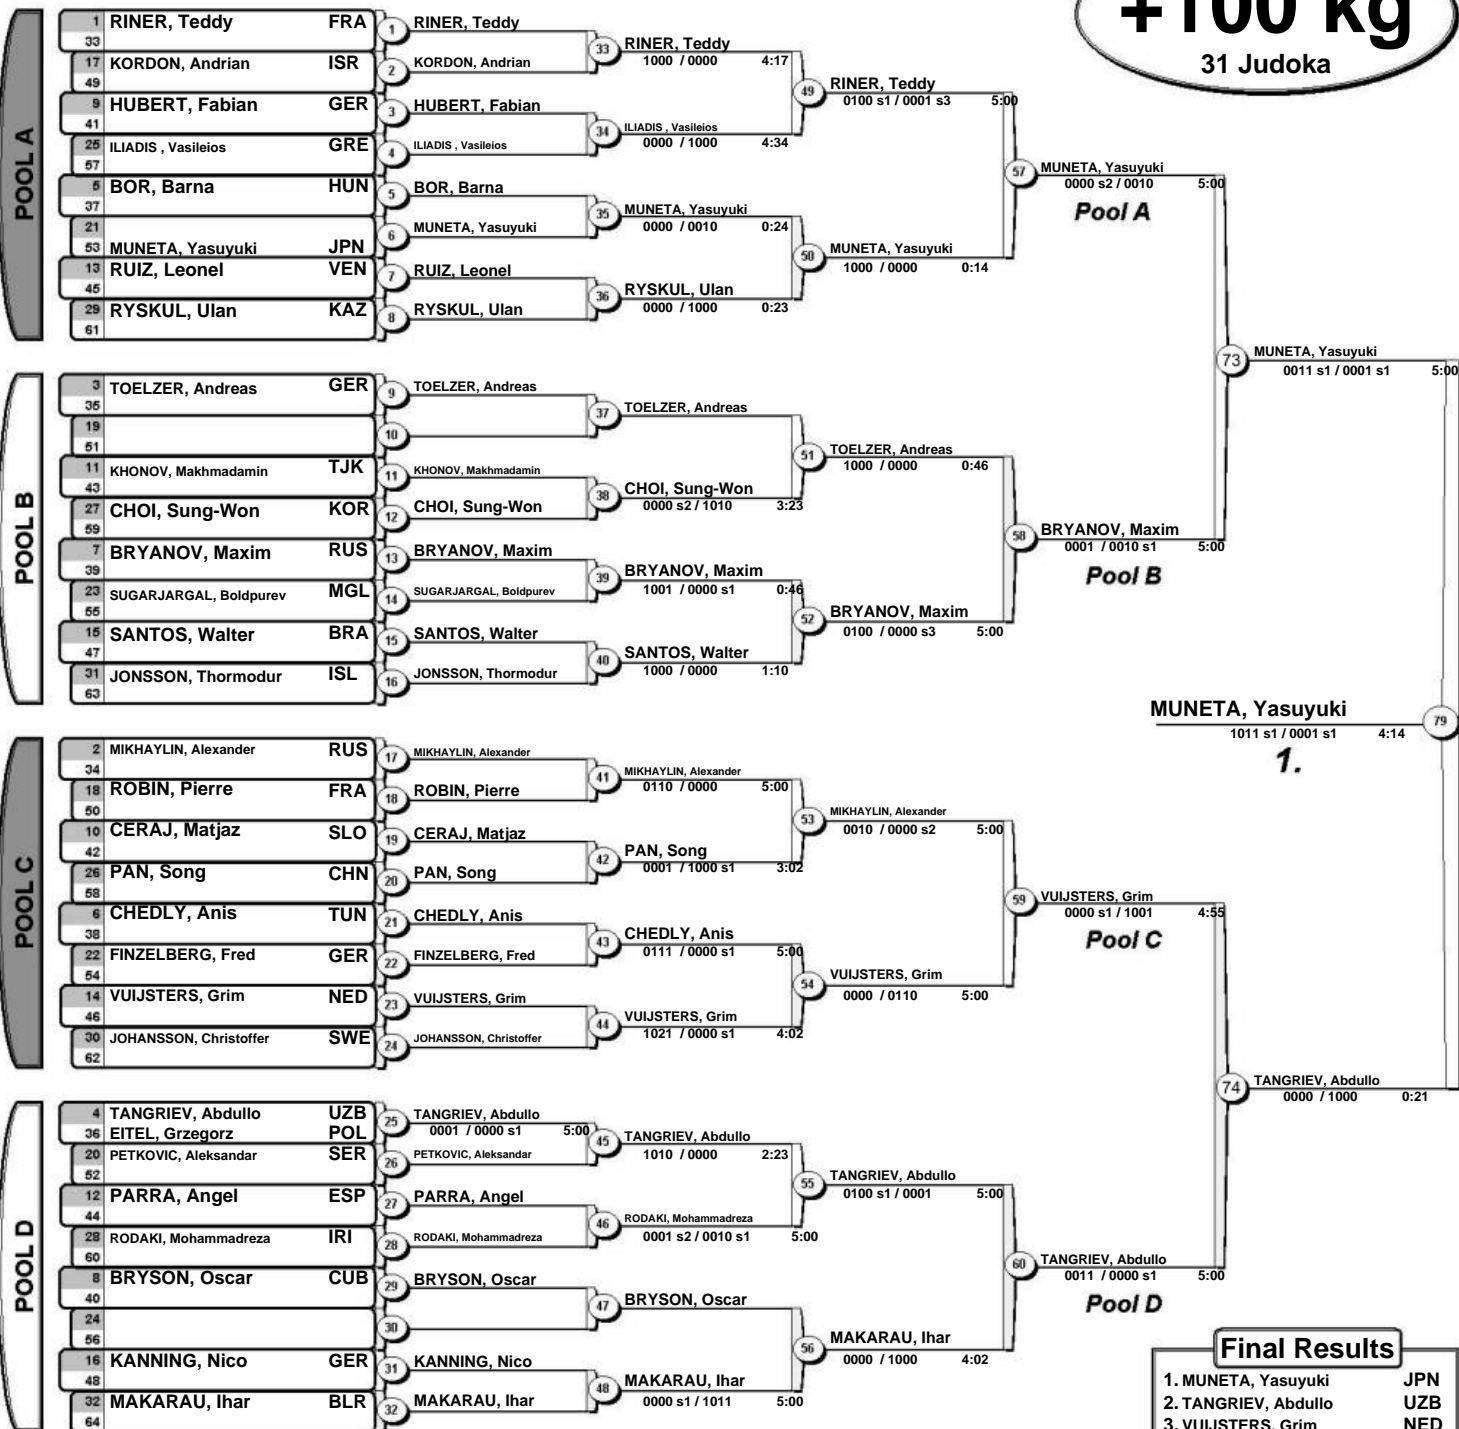 +100 kg
31 Judoka
POOL A
1 RINER, Teddy FRA
33
17 KORDON, Andrian ISR
49
9 HUBERT, Fabian GER
41
25 ILIADIS , Vasileios GRE
57
5 BOR, Barna HUN
37
21
53 MUNETA, Yasuyuki JPN
13 RUIZ, Leonel VEN
45
29 RYSKUL, Ulan KAZ
61
1 RINER, Teddy
2 KORDON, Andrian
3 HUBERT, Fabian
4 ILIADIS , Vasileios
5 BOR, Barna
6 MUNETA, Yasuyuki
7 RUIZ, Leonel
8 RYSKUL, Ulan
33 RINER, Teddy
1000 / 0000 4:17
34 ILIADIS , Vasileios
0000 / 1000 4:34
35 MUNETA, Yasuyuki
0000 / 0010 0:24
36 RYSKUL, Ulan
0000 / 1000 0:23
49 RINER, Teddy
0100 s1 / 0001 s3 5:00
50 MUNETA, Yasuyuki
1000 / 0000 0:14
57 MUNETA, Yasuyuki
0000 s2 / 0010 5:00
Pool A
POOL B
3 TOELZER, Andreas GER
35
19
51
11 KHONOV, Makhmadamin TJK
43
27 CHOI, Sung-Won KOR
59
7 BRYANOV, Maxim RUS
39
23 SUGARJARGAL, Boldpurev MGL
55
15 SANTOS, Walter BRA
47
31 JONSSON, Thormodur ISL
63
9 TOELZER, Andreas
10
11 KHONOV, Makhmadamin
12 CHOI, Sung-Won
13 BRYANOV, Maxim
14 SUGARJARGAL, Boldpurev
15 SANTOS, Walter
16 JONSSON, Thormodur
37 TOELZER, Andreas
38 CHOI, Sung-Won
0000 s2 / 1010 3:23
39 BRYANOV, Maxim
1001 / 0000 s1 0:46
40 SANTOS, Walter
1000 / 0000 1:10
51 TOELZER, Andreas
1000 / 0000 0:46
52 BRYANOV, Maxim
0100 / 0000 s3 5:00
58 BRYANOV, Maxim
0001 / 0010 s1 5:00
Pool B
73 MUNETA, Yasuyuki
0011 s1 / 0001 s1 5:00
MUNETA, Yasuyuki 79
1011 s1 / 0001 s1 4:14
1.
POOL C
2 MIKHAYLIN, Alexander RUS
34
18 ROBIN, Pierre FRA
50
10 CERAJ, Matjaz SLO
42
26 PAN, Song CHN
58
6 CHEDLY, Anis TUN
38
22 FINZELBERG, Fred GER
54
14 VUIJSTERS, Grim NED
46
30 JOHANSSON, Christoffer SWE
62
17 MIKHAYLIN, Alexander
18 ROBIN, Pierre
19 CERAJ, Matjaz
20 PAN, Song
21 CHEDLY, Anis
22 FINZELBERG, Fred
23 VUIJSTERS, Grim
24 JOHANSSON, Christoffer
41 MIKHAYLIN, Alexander
0110 / 0000 5:00
42 PAN, Song
0001 / 1000 s1 3:02
43 CHEDLY, Anis
0111 / 0000 s1 5:00
44 VUIJSTERS, Grim
1021 / 0000 s1 4:02
53 MIKHAYLIN, Alexander
0010 / 0000 s2 5:00
54 VUIJSTERS, Grim
0000 / 0110 5:00
59 VUIJSTERS, Grim
0000 s1 / 1001 4:55
Pool C
POOL D
4 TANGRIEV, Abdullo UZB
36 EITEL, Grzegorz POL
20 PETKOVIC, Aleksandar SER
52
12 PARRA, Angel ESP
44
28 RODAKI, Mohammadreza IRI
60
8 BRYSON, Oscar CUB
40
24
56
16 KANNING, Nico GER
48
32 MAKARAU, Ihar BLR
64
25 TANGRIEV, Abdullo
0001 / 0000 s1 5:00
26 PETKOVIC, Aleksandar
27 PARRA, Angel
28 RODAKI, Mohammadreza
29 BRYSON, Oscar
30
31 KANNING, Nico
32 MAKARAU, Ihar
45 TANGRIEV, Abdullo
1010 / 0000 2:23
46 RODAKI, Mohammadreza
0001 s2 / 0010 s1 5:00
47 BRYSON, Oscar
48 MAKARAU, Ihar
0000 s1 / 1011 5:00
55 TANGRIEV, Abdullo
0100 s1 / 0001 5:00
56 MAKARAU, Ihar
0000 / 1000 4:02
60 TANGRIEV, Abdullo
0011 / 0000 s1 5:00
Pool D
74 TANGRIEV, Abdullo
0000 / 1000 0:21
Final Results
1. MUNETA, Yasuyuki JPN
2. TANGRIEV, Abdullo UZB
3. VUIJSTERS, Grim NED